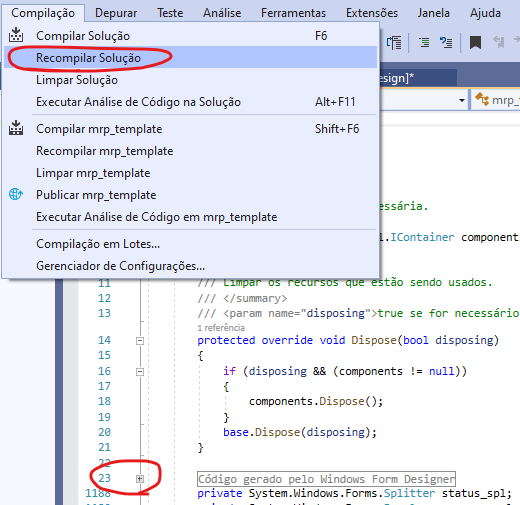 Compilação Depurar Teste Análise Ferramentas Extensões Janela Ajuda
Compilar Solução F6
Recompilar Solução
Limpar Solução
esign]*
Executar Análise de Código na Solução Alt+F11
mrp_
Compilar mrp_template Shift+F6
Recompilar mrp_template
Limpar mrp_template
Publicar mrp_template
essária.
Executar Análise de Código em mrp_template
l.IContainer components
Compilação em Lotes...
Gerenciador de Configurações...
11 /// Limpar os recursos que estão sendo usados.
12 /// </summary>
13 /// <param name="disposing">true se for necessário
1 referência
14 protected override void Dispose(bool disposing)
15 {
16 if (disposing && (components != null))
17 {
18 components.Dispose();
19 }
20 base.Dispose(disposing);
21 }
22
23 Código gerado pelo Windows Form Designer
1188 private System.Windows.Forms.Splitter status_spl;